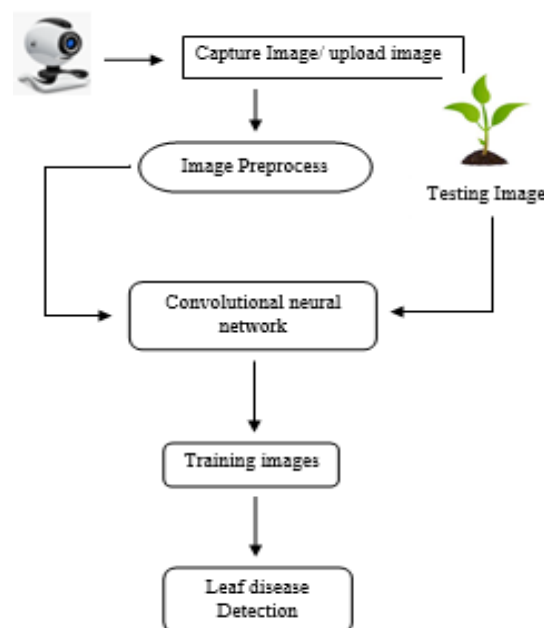 Capture Image/ upload image
Image Preprocess
Testing Image
Convolutional neural
network
Training images
Leaf disease
Detection